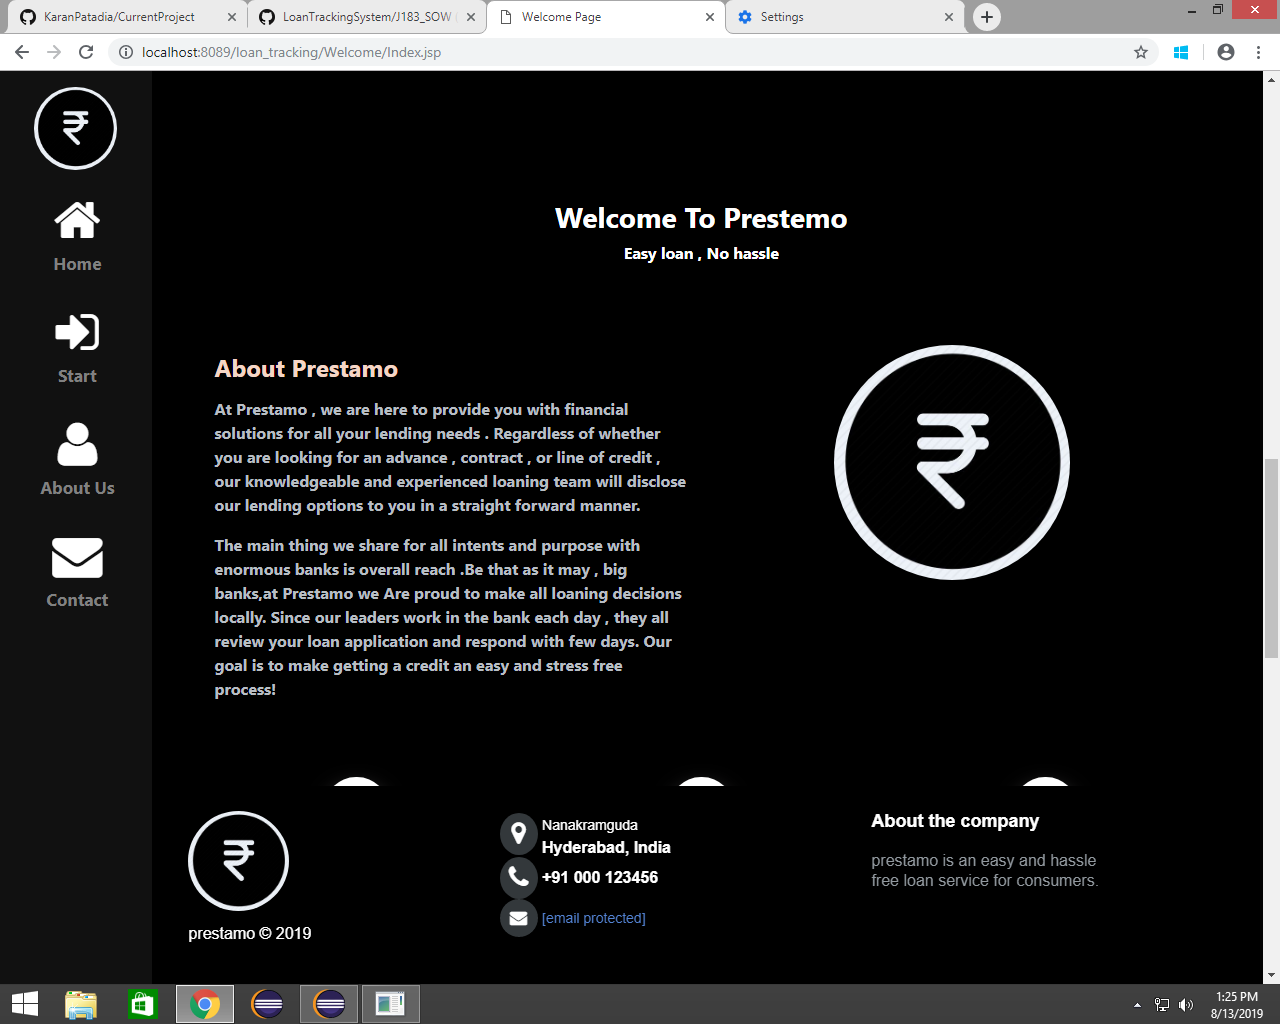 KaranPatadia/CurrentProject
LoanTrackingSystem/J183_SOW
Welcome Page
Settings
localhost:8089/loan_tracking/Welcome/Index.jsp
Home
Start
About Us
Contact
Welcome To Prestemo
Easy loan , No hassle
About Prestamo
At Prestamo , we are here to provide you with financial
solutions for all your lending needs . Regardless of whether
you are looking for an advance , contract , or line of credit ,
our knowledgeable and experienced loaning team will disclose
our lending options to you in a straight forward manner.
The main thing we share for all intents and purpose with
enormous banks is overall reach .Be that as it may , big
banks,at Prestamo we Are proud to make all loaning decisions
locally. Since our leaders work in the bank each day , they all
review your loan application and respond with few days. Our
goal is to make getting a credit an easy and stress free
process!
prestamo © 2019
Nanakramguda
Hyderabad, India
+91 000 123456
[email protected]
About the company
prestamo is an easy and hassle
free loan service for consumers.
1:25 PM
8/13/2019